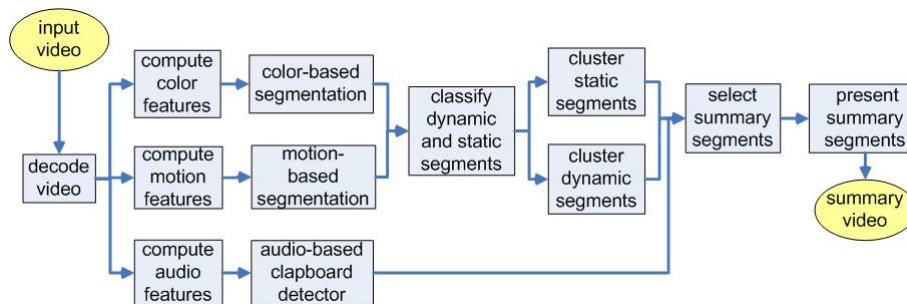 input
video
decode
video
compute
color
features
color-based
segmentation
compute
motion
features
motion-
based
segmentation
compute
audio
features
audio-based
clapboard
detector
classify
dynamic
and static
segments
cluster
static
segments
cluster
dynamic
segments
select
summary
segments
present
summary
segments
summary
video